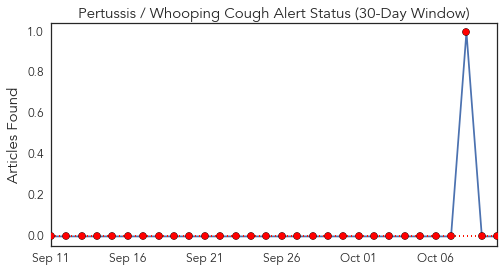 Pertussis / Whooping Cough Alert Status (30-Day Window)
Articles Found
1.0
0.8
0.6
0.4
0.2
0.0
Sep 11 Sep 16 Sep 21 Sep 26 Oct 01 Oct 06